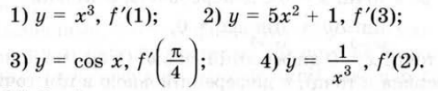 1) y = x³, f′(1); 2) y = 5x² + 1, f′(3);
3) y = cos x, f′(π/4); 4) y = 1/x³, f′(2).